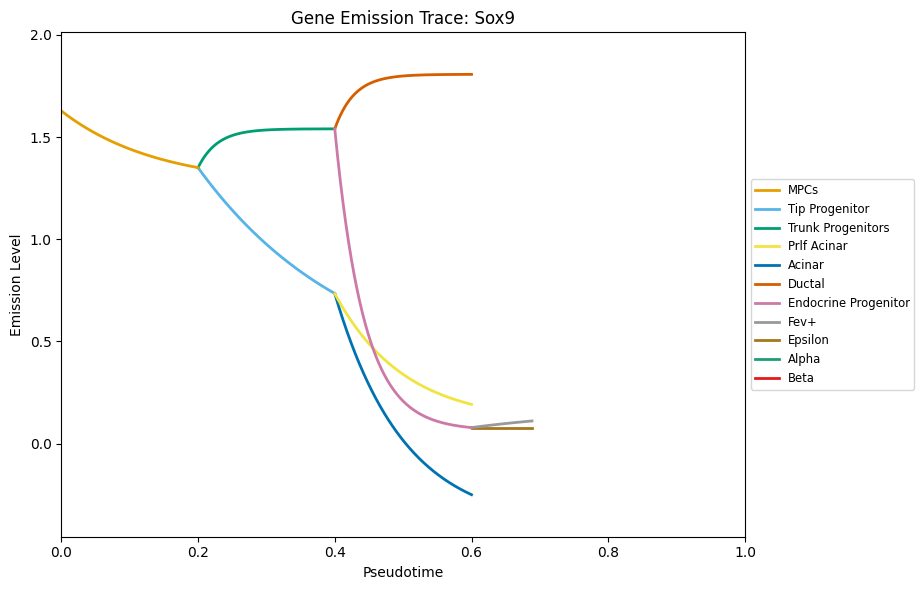 Gene Emission Trace: Sox9
2.0
1.5
1.0
0.5
0.0
Emission Level
0.0 0.2 0.4 0.6 0.8 1.0
Pseudotime
MPCs
Tip Progenitor
Trunk Progenitors
Prlf Acinar
Acinar
Ductal
Endocrine Progenitor
Fev+
Epsilon
Alpha
Beta